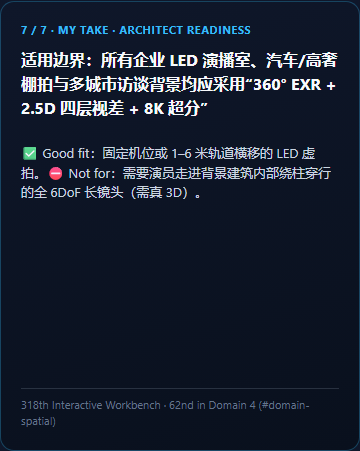 7 / 7 · MY TAKE · ARCHITECT READINESS
适用边界：所有企业 LED 演播室、汽车/高奢
棚拍与多城市访谈背景均应采用“360° EXR +
2.5D 四层视差 + 8K 超分”
✅ Good fit：固定机位或 1–6 米轨道横移的 LED 虚
拍。⛔ Not for：需要演员走进背景建筑内部绕柱穿行
的全 6DoF 长镜头（需真 3D）。
318th Interactive Workbench · 62nd in Domain 4 (#domain-
spatial)